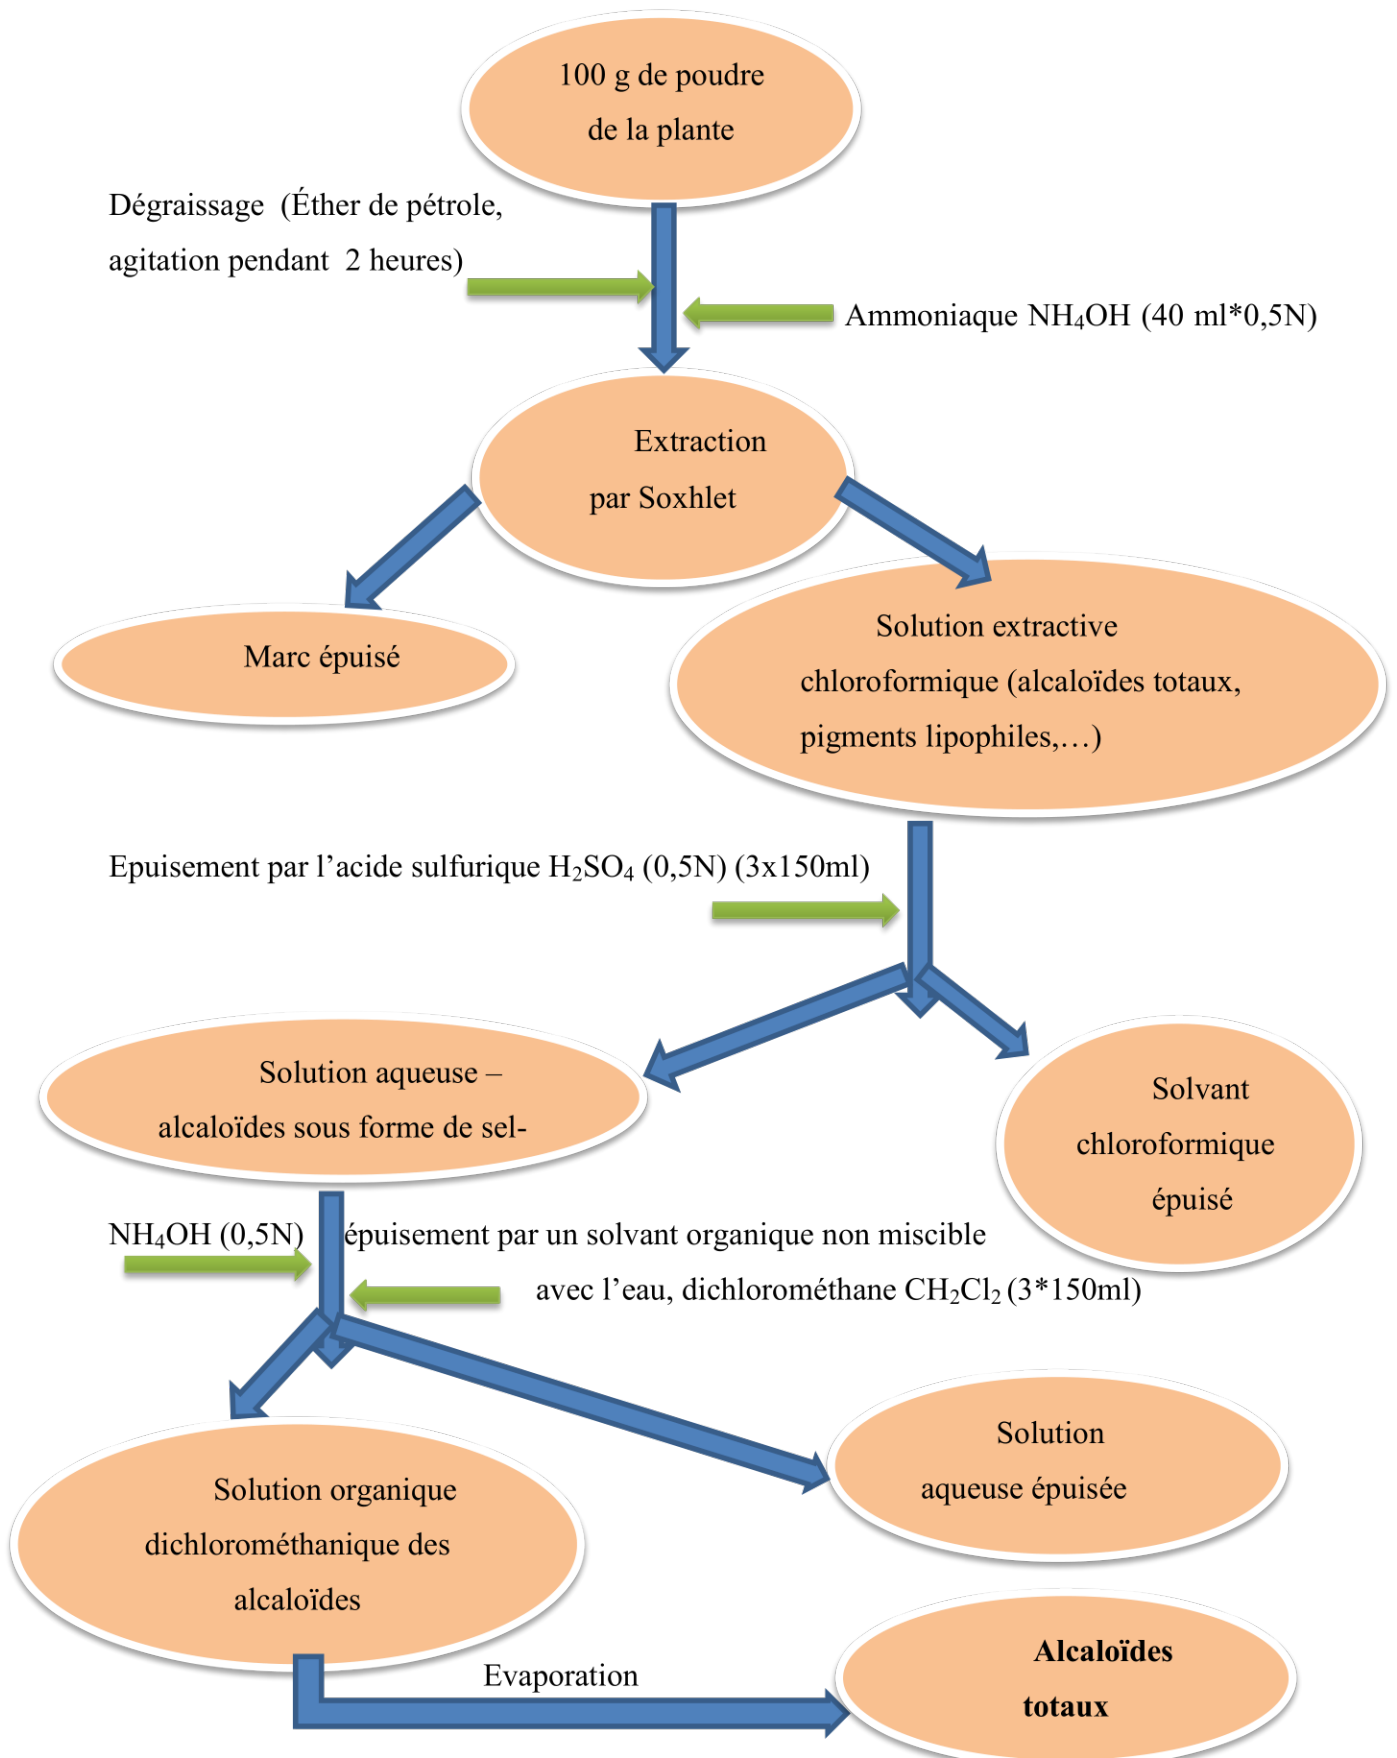 100 g de poudre
de la plante
Dégraissage (Éther de pétrole,
agitation pendant 2 heures)
Ammoniaque NH₄OH (40 ml*0,5N)
Extraction
par Soxhlet
Marc épuisé
Solution extractive
chloroformique (alcaloïdes totaux,
pigments lipophiles,…)
Epuisement par l’acide sulfurique H₂SO₄ (0,5N) (3x150ml)
Solution aqueuse –
alcaloïdes sous forme de sel-
Solvant
chloroformique
épuisé
NH₄OH (0,5N)
épuisement par un solvant organique non miscible
avec l’eau, dichlorométhane CH₂Cl₂ (3*150ml)
Solution
aqueuse épuisée
Solution organique
dichlorométhanique des
alcaloïdes
Evaporation
Alcaloïdes
totaux